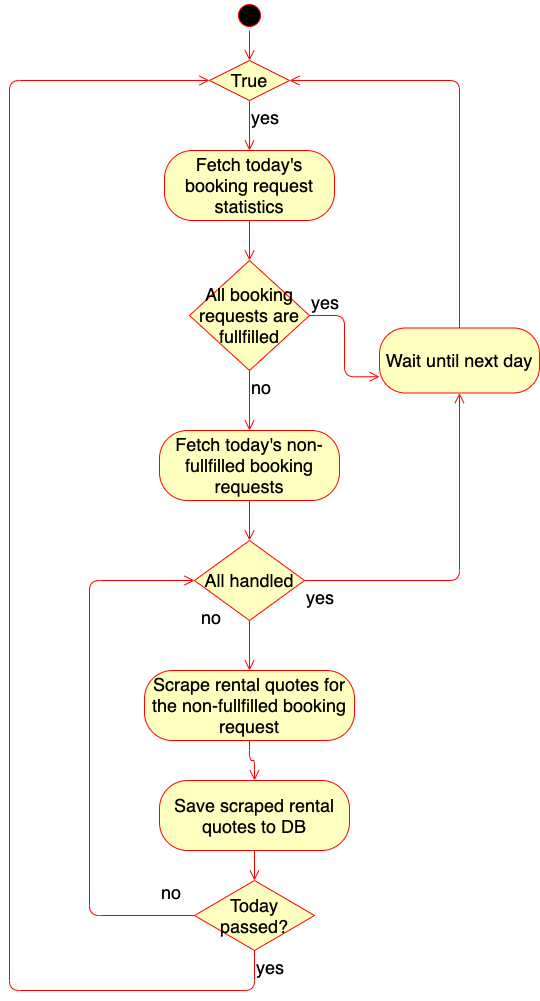 True
yes
Fetch today's
booking request
statistics
All booking
requests are
fullfilled
yes
Wait until next day
no
Fetch today's non-
fullfilled booking
requests
All handled
yes
no
Scrape rental quotes for
the non-fullfilled booking
request
Save scraped rental
quotes to DB
no
Today
passed?
yes